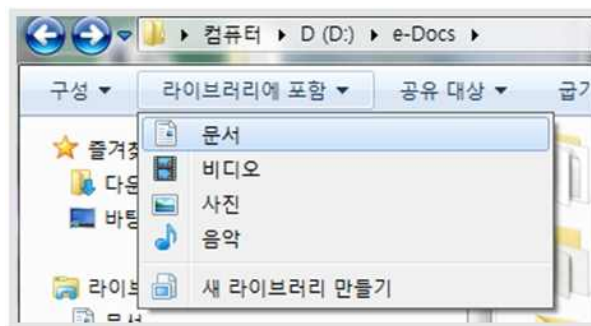 컴퓨터 ▸ D (D:) ▸ e-Docs ▸
구성 ▼ 라이브러리에 포함 ▼ 공유 대상 ▼
문서
비디오
사진
음악
새 라이브러리 만들기